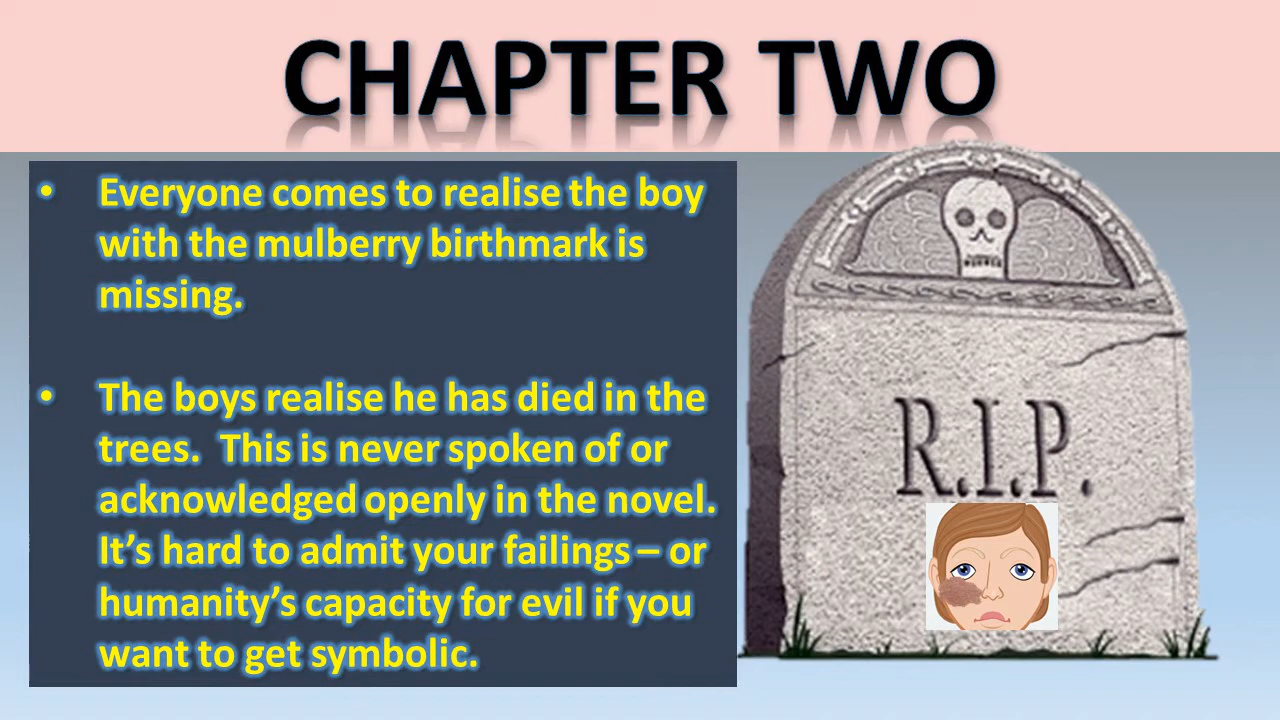 CHAPTER TWO
• Everyone comes to realise the boy
with the mulberry birthmark is
missing.
• The boys realise he has died in the
trees.  This is never spoken of or
acknowledged openly in the novel.
It’s hard to admit your failings – or
humanity’s capacity for evil if you
want to get symbolic.
R.I.P.